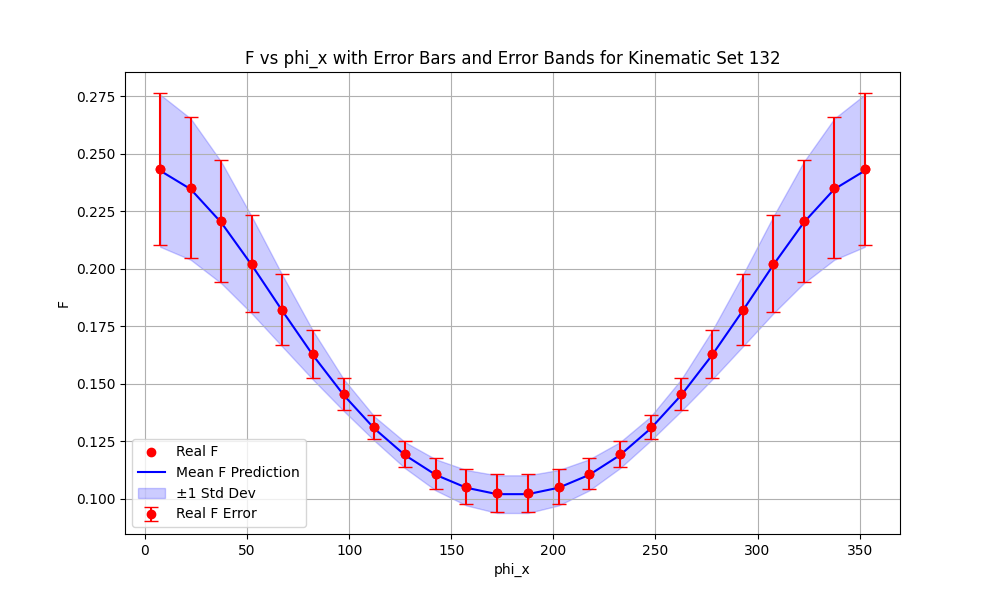 F vs phi_x with Error Bars and Error Bands for Kinematic Set 132
0.275
0.250
0.225
0.200
0.175
0.150
0.125
0.100
F
Real F
Mean F Prediction
±1 Std Dev
Real F Error
0 50 100 150 200 250 300 350
phi_x